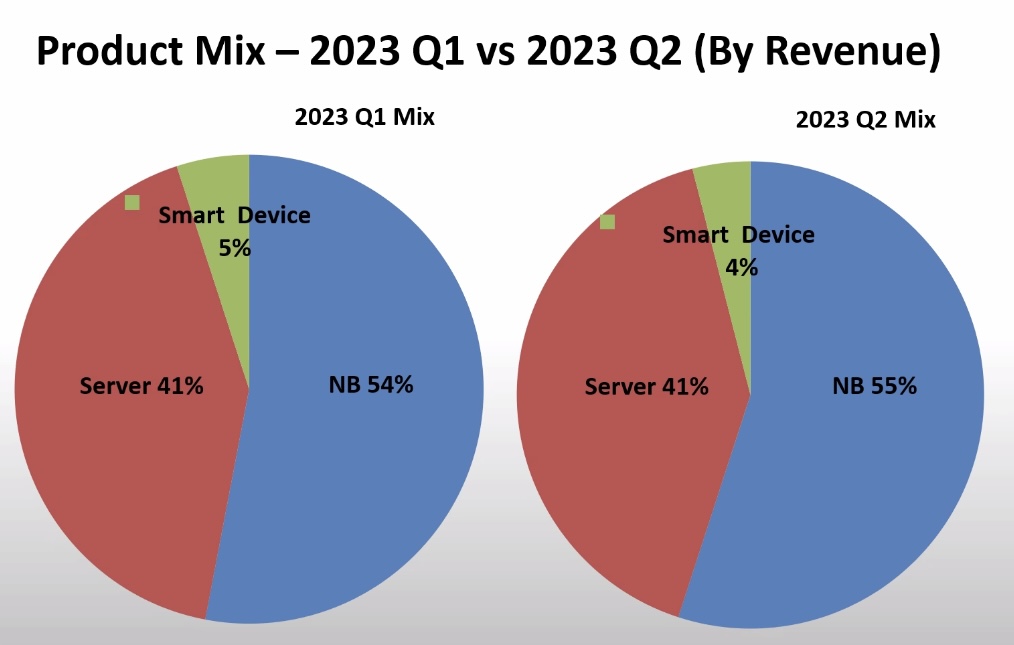 Product Mix – 2023 Q1 vs 2023 Q2 (By Revenue)
2023 Q1 Mix
Smart Device
5%
Server 41%
NB 54%
2023 Q2 Mix
Smart Device
4%
Server 41%
NB 55%